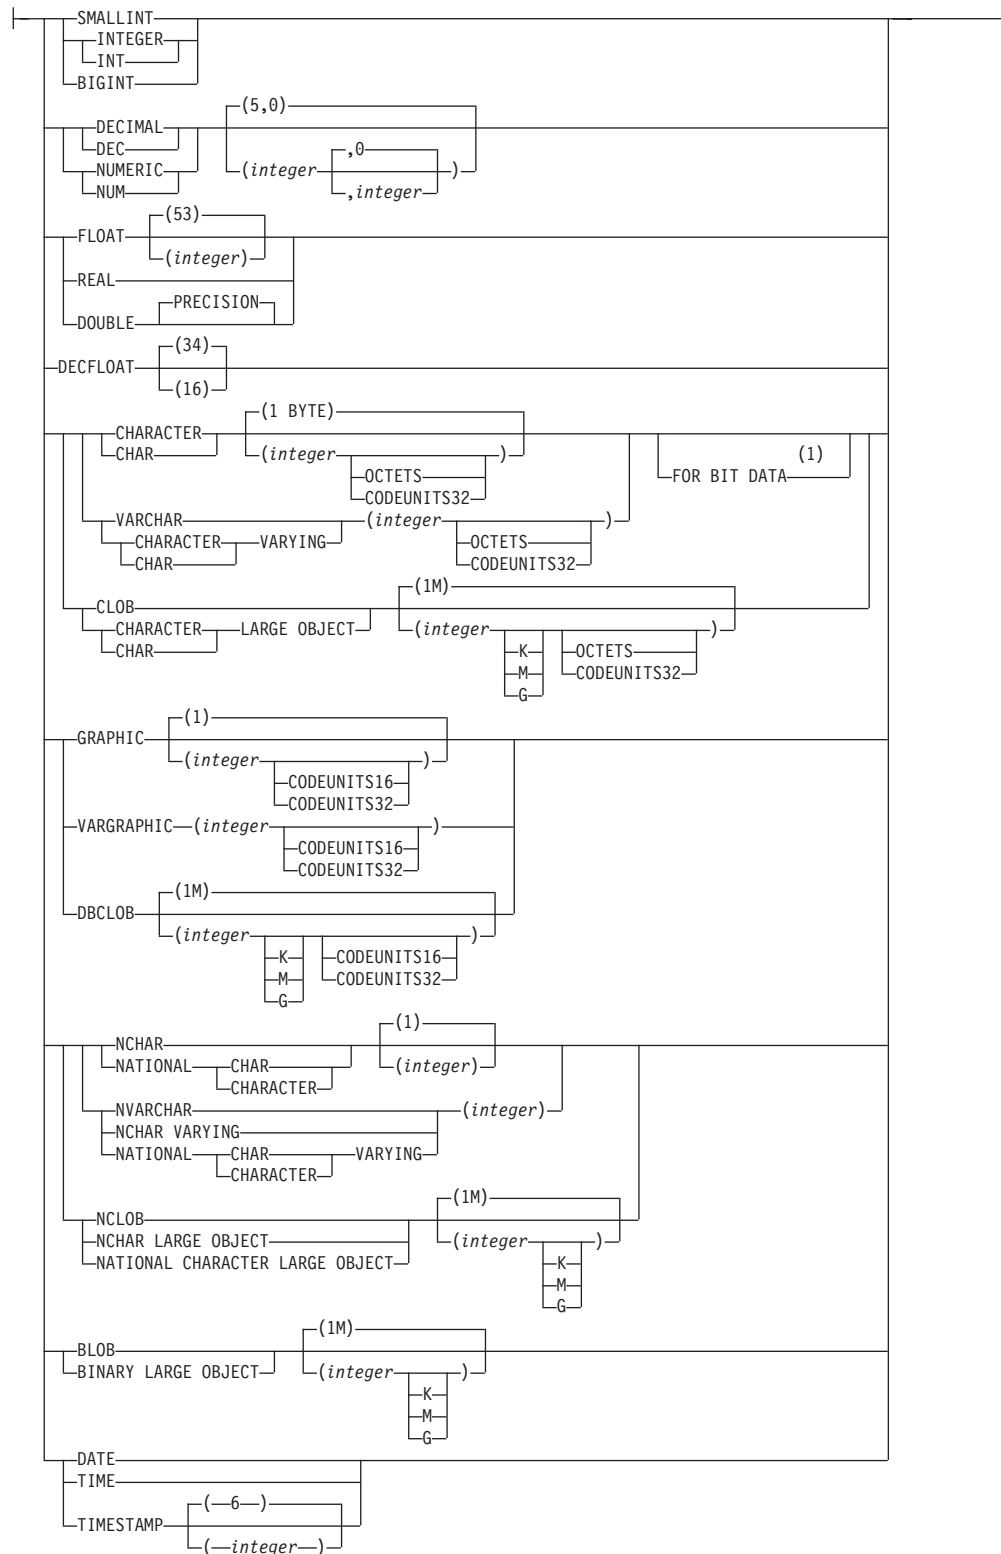 SMALLINT
INTEGER
INT
BIGINT
(5,0)
DECIMAL
DEC ,0
NUMERIC (integer )
NUM ,integer
(53)
FLOAT
(integer)
REAL
PRECISION
DOUBLE
(34)
DECFLOAT
(16)
(1 BYTE)
CHARACTER
CHAR (integer ) (1)
OCTETS FOR BIT DATA
CODEUNITS32
VARCHAR (integer )
CHARACTER VARYING OCTETS
CHAR CODEUNITS32
(1M)
CLOB
CHARACTER LARGE OBJECT (integer )
CHAR K OCTETS
M CODEUNITS32
G
(1)
GRAPHIC
(integer )
CODEUNITS16
CODEUNITS32
VARGRAPHIC (integer )
CODEUNITS16
CODEUNITS32
(1M)
DBCLOB
(integer )
K CODEUNITS16
M CODEUNITS32
G
(1)
NCHAR
NATIONAL CHAR (integer)
CHARACTER
NVARCHAR (integer)
NCHAR VARYING
NATIONAL CHAR VARYING
CHARACTER
(1M)
NCLOB
NCHAR LARGE OBJECT (integer )
NATIONAL CHARACTER LARGE OBJECT K
M
G
(1M)
BLOB
BINARY LARGE OBJECT (integer )
K
M
G
DATE
TIME
( 6 )
TIMESTAMP
( integer )